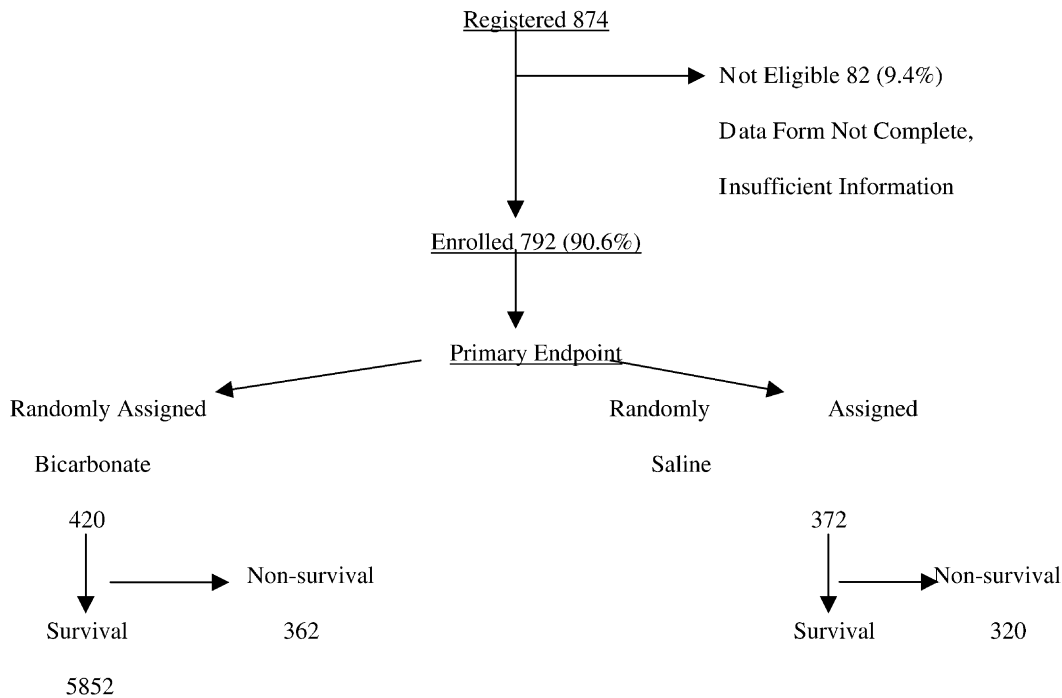 Registered 874
Not Eligible 82 (9.4%)
Data Form Not Complete,
Insufficient Information
Enrolled 792 (90.6%)
Primary Endpoint
Randomly Assigned Randomly Assigned
Bicarbonate Saline
420 372
Non-survival Non-survival
Survival 362 Survival 320
5852